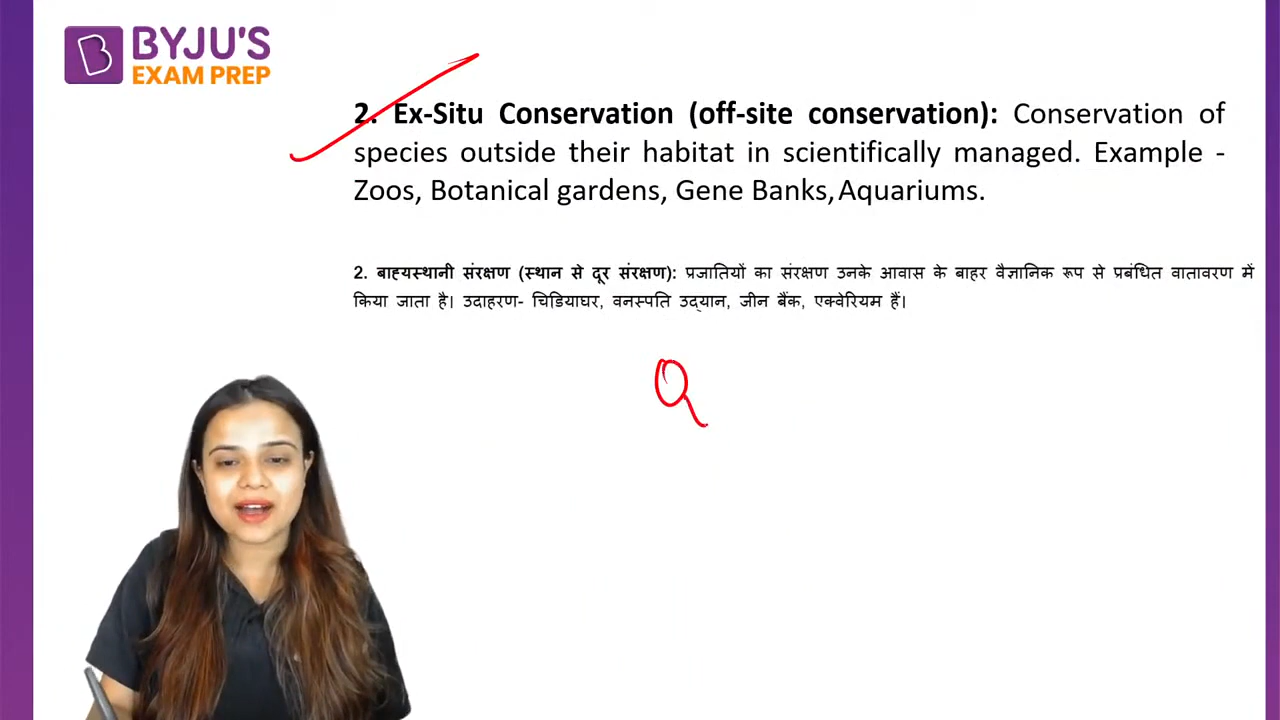 BYJU'S
EXAM PREP
2. Ex-Situ Conservation (off-site conservation): Conservation of
species outside their habitat in scientifically managed. Example -
Zoos, Botanical gardens, Gene Banks, Aquariums.
2. बाह्यस्थानी संरक्षण (स्थान से दूर संरक्षण): प्रजातियों का संरक्षण उनके आवास के बाहर वैज्ञानिक रूप से प्रबंधित वातावरण में
किया जाता है। उदाहरण- चिडियाघर, वनस्पति उद्यान, जीन बैंक, एक्वेरियम हैं।
Q